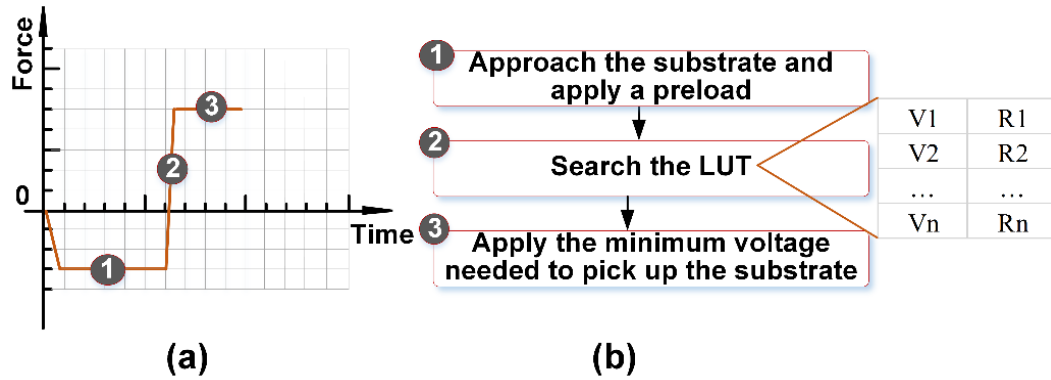 Force
0
Time
1
2
3
(a)
1
Approach the substrate and
apply a preload
2
Search the LUT
3
Apply the minimum voltage
needed to pick up the substrate
V1 R1
V2 R2
... ...
Vn Rn
(b)